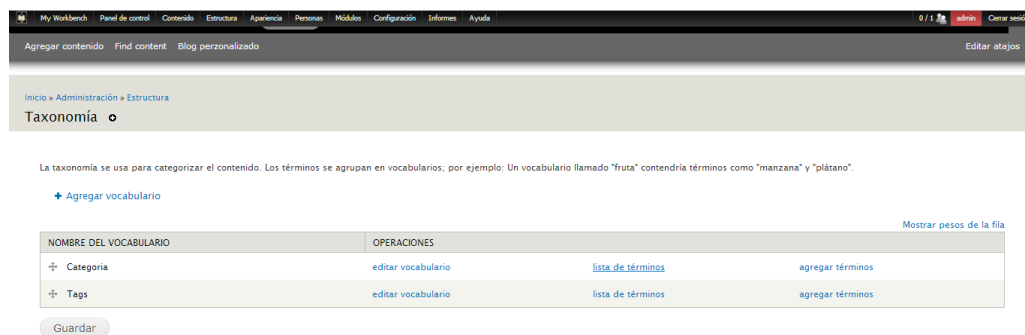 My Workbench Panel de control Contenido Estructura Apariencia Personas Módulos Configuración Informes Ayuda 0 / 1 admin Cerrar sesió
Agregar contenido Find content Blog perzonalizado Editar atajos
Inicio » Administración » Estructura
Taxonomía
La taxonomía se usa para categorizar el contenido. Los términos se agrupan en vocabularios; por ejemplo: Un vocabulario llamado "fruta" contendría términos como "manzana" y "plátano".
+ Agregar vocabulario
Mostrar pesos de la fila
NOMBRE DEL VOCABULARIO OPERACIONES
Categoria editar vocabulario lista de términos agregar términos
Tags editar vocabulario lista de términos agregar términos
Guardar